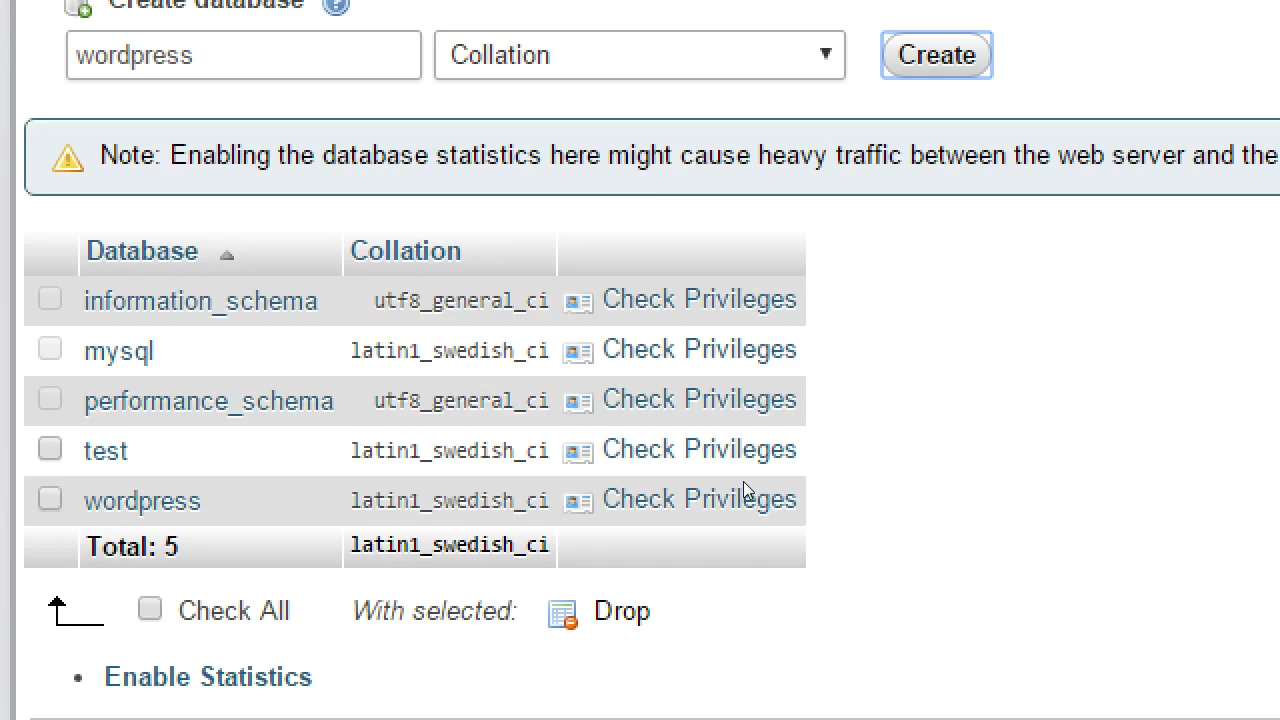 Create database
wordpress Collation Create
Note: Enabling the database statistics here might cause heavy traffic between the web server and the
Database Collation
information_schema utf8_general_ci Check Privileges
mysql latin1_swedish_ci Check Privileges
performance_schema utf8_general_ci Check Privileges
test latin1_swedish_ci Check Privileges
wordpress latin1_swedish_ci Check Privileges
Total: 5 latin1_swedish_ci
Check All With selected: Drop
• Enable Statistics